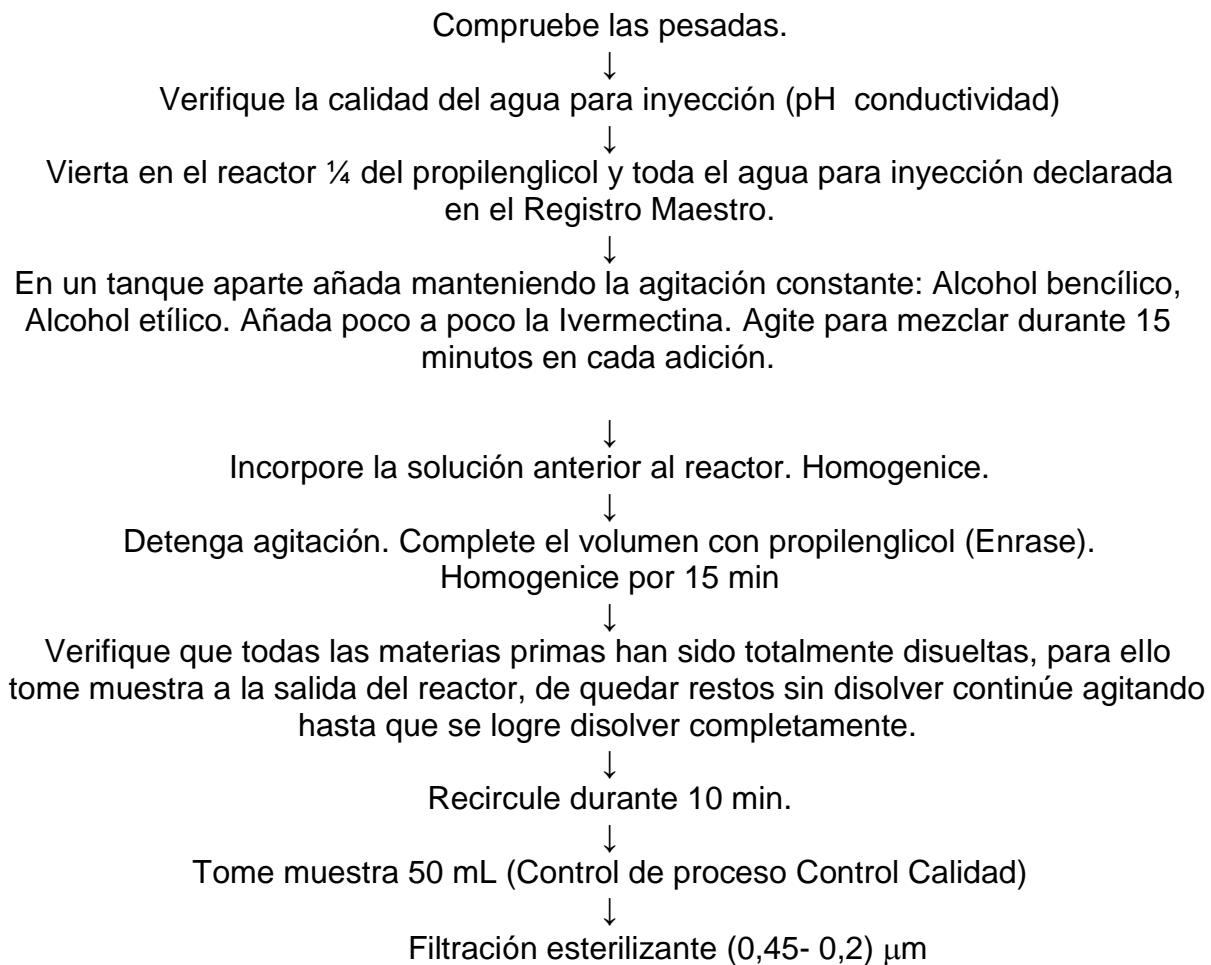 Compruebe las pesadas.
↓
Verifique la calidad del agua para inyección (pH  conductividad)
↓
Vierta en el reactor ¼ del propilenglicol y toda el agua para inyección declarada
en el Registro Maestro.
↓
En un tanque aparte añada manteniendo la agitación constante: Alcohol bencílico,
Alcohol etílico. Añada poco a poco la Ivermectina. Agite para mezclar durante 15
minutos en cada adición.
↓
Incorpore la solución anterior al reactor. Homogenice.
↓
Detenga agitación. Complete el volumen con propilenglicol (Enrase).
Homogenice por 15 min
↓
Verifique que todas las materias primas han sido totalmente disueltas, para ello
tome muestra a la salida del reactor, de quedar restos sin disolver continúe agitando
hasta que se logre disolver completamente.
↓
Recircule durante 10 min.
↓
Tome muestra 50 mL (Control de proceso Control Calidad)
↓
Filtración esterilizante (0,45- 0,2) μm